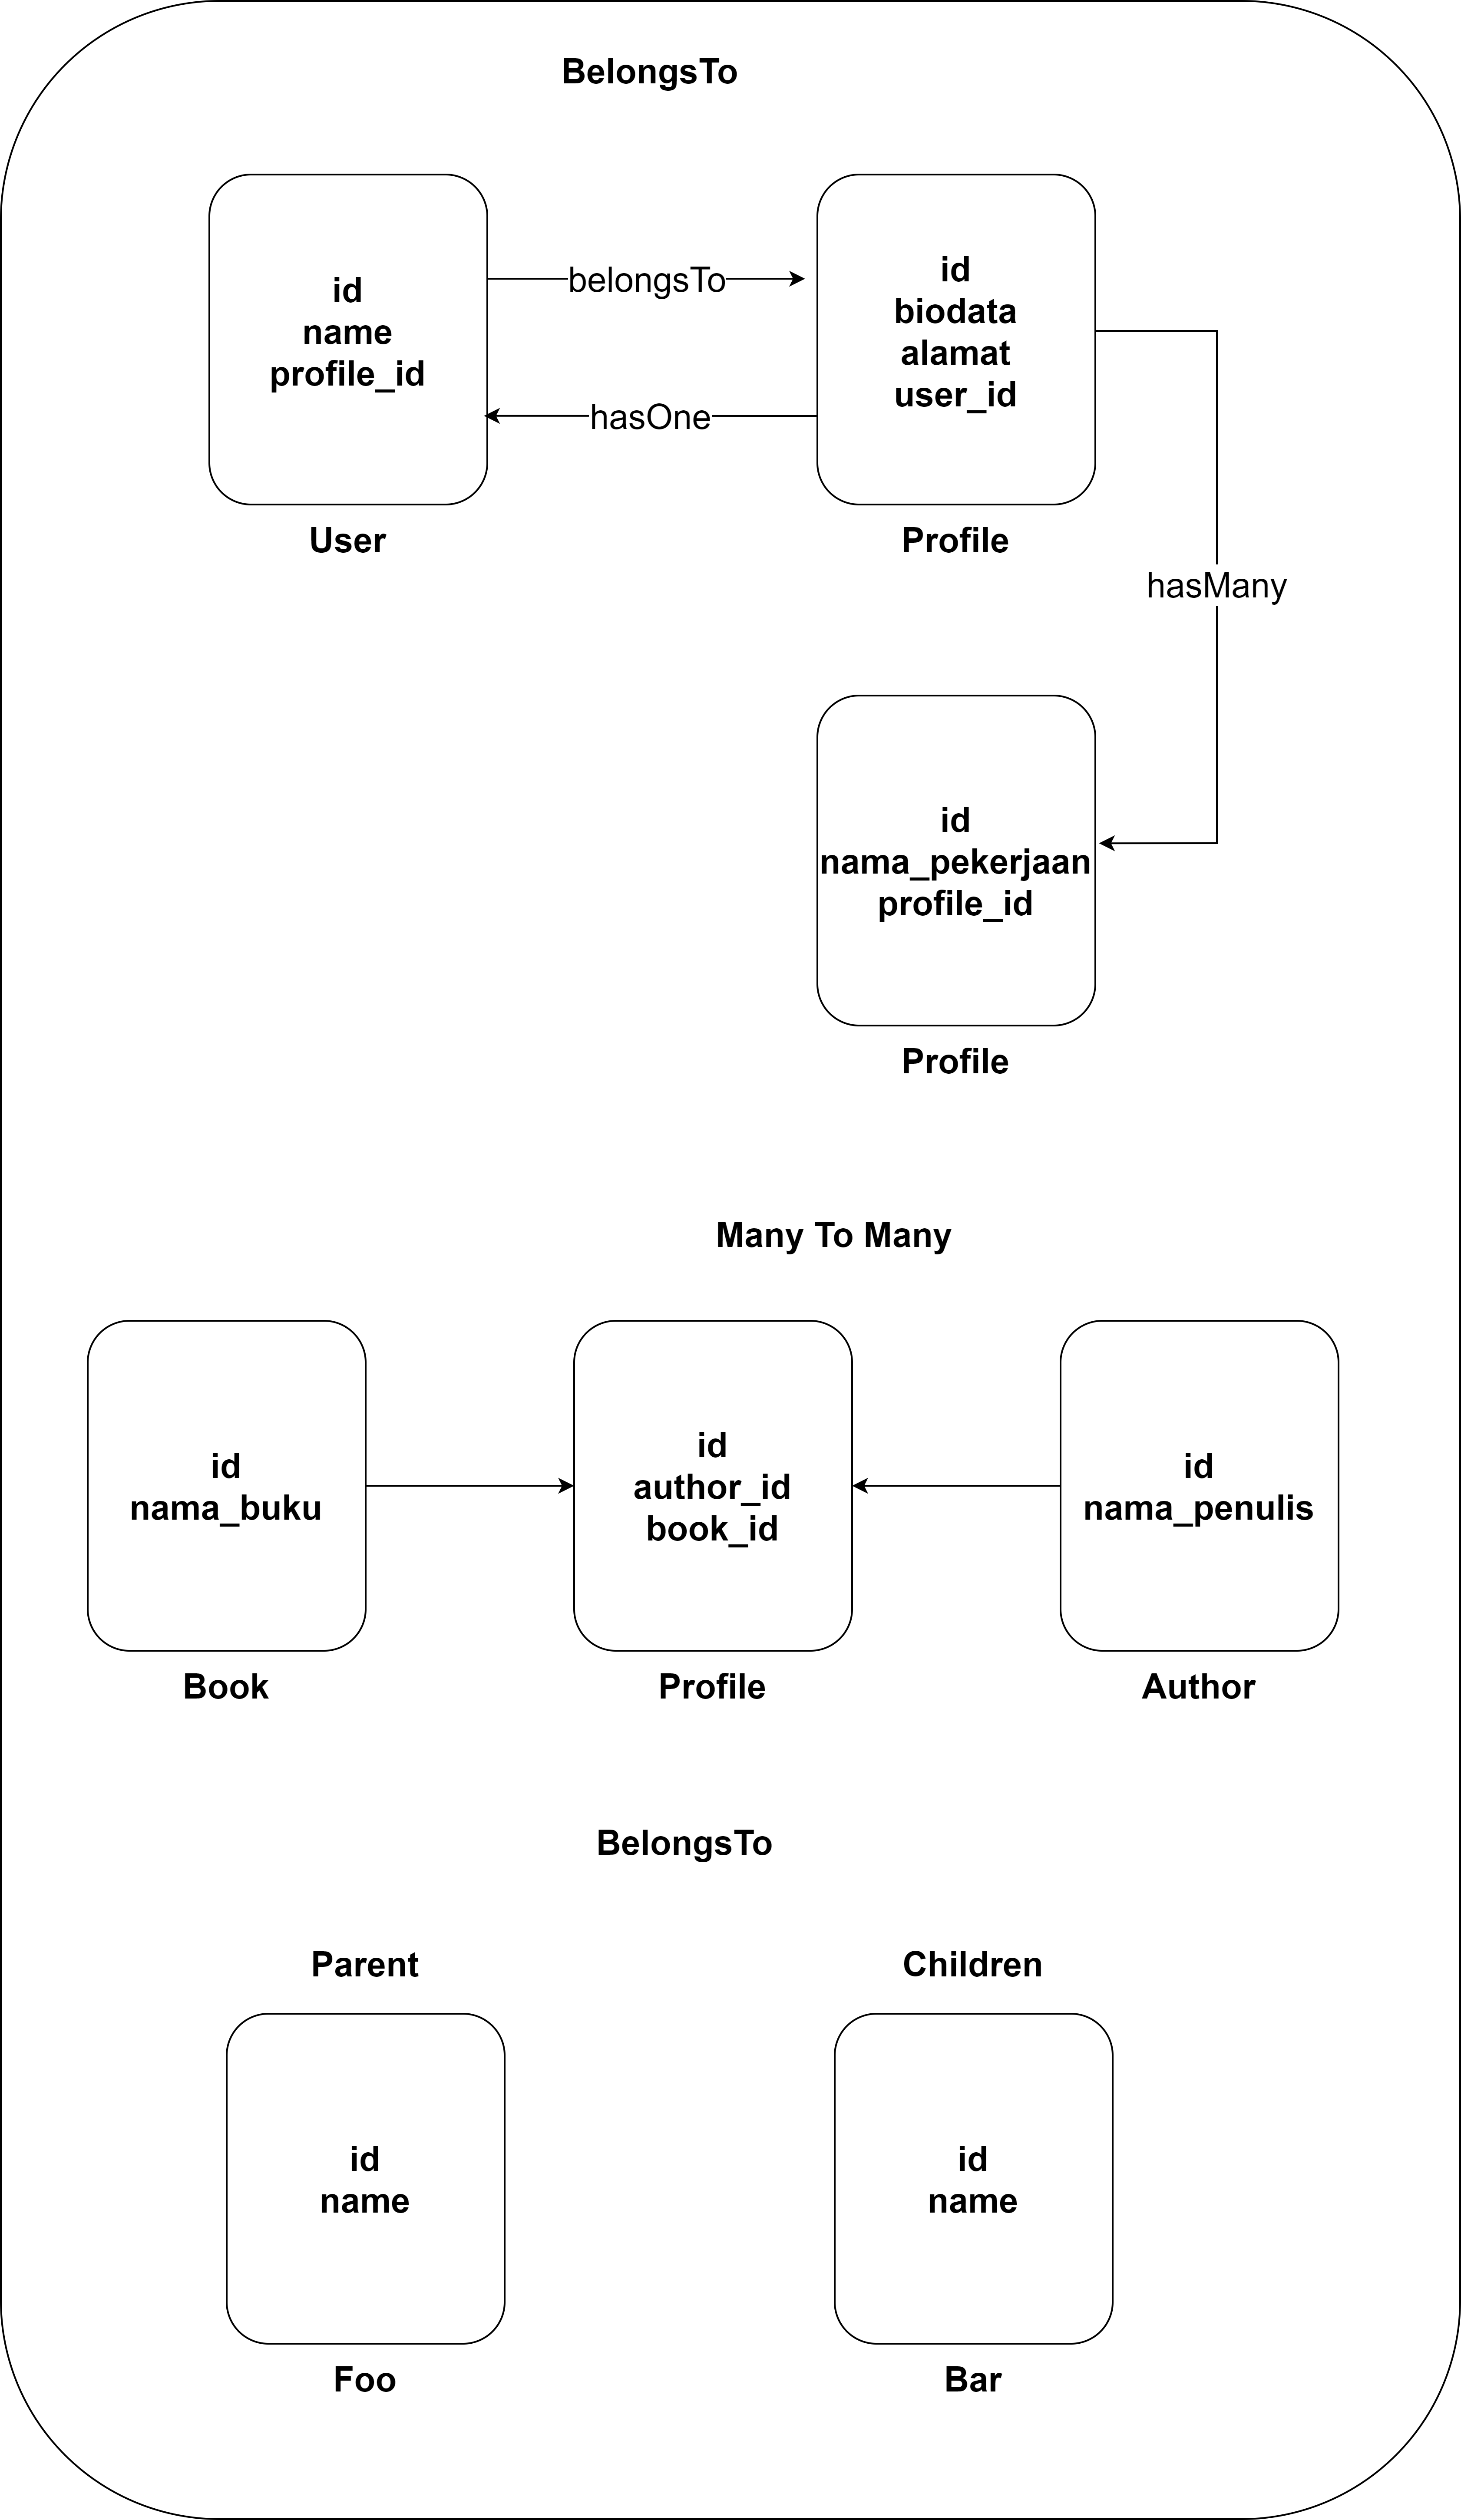 BelongsTo
id
name
profile_id
belongsTo
hasOne
id
biodata
alamat
user_id
User
Profile
hasMany
id
nama_pekerjaan
profile_id
Profile
Many To Many
id
nama_buku
id
author_id
book_id
id
nama_penulis
Book
Profile
Author
BelongsTo
Parent
Children
id
name
id
name
Foo
Bar